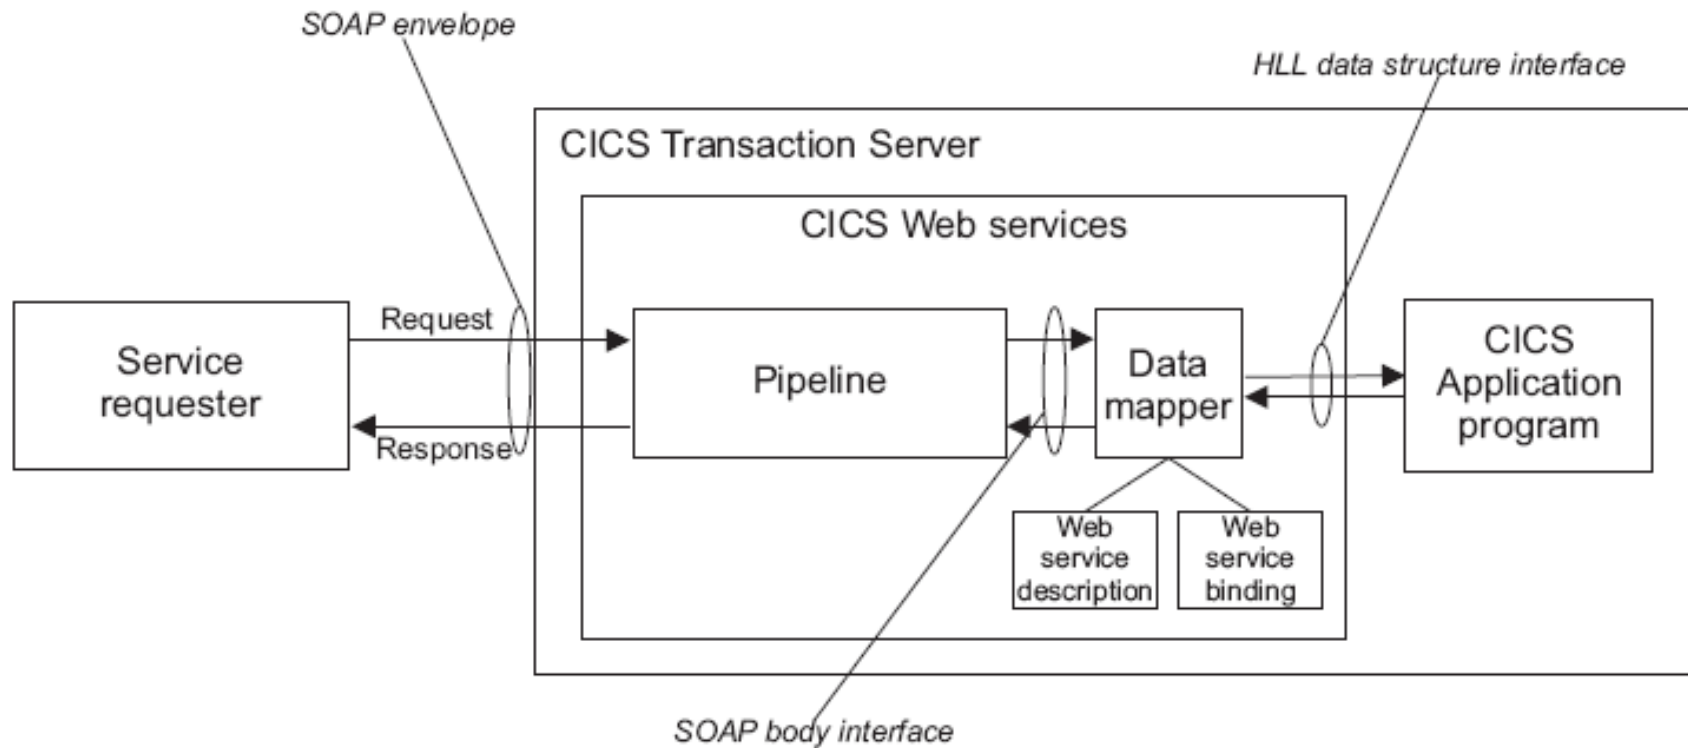 SOAP envelope
HLL data structure interface
CICS Transaction Server
CICS Web services
Request
Service
requester
Pipeline
Data
mapper
CICS
Application
program
Response
Web
service
description
Web
service
binding
SOAP body interface